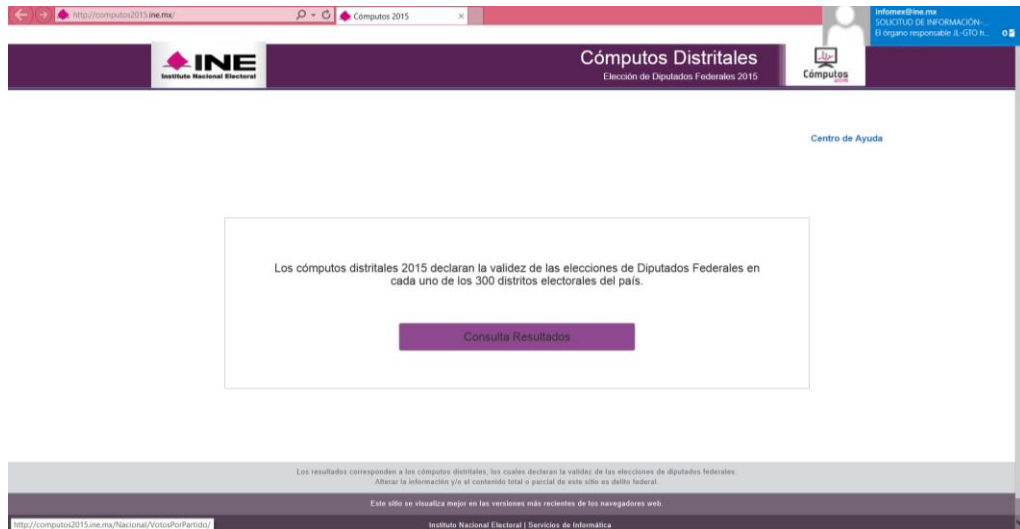 http://computos2015.ine.mx/
Cómputos 2015
infomex@ine.mx
SOLICITUD DE INFORMACIÓN-...
El órgano responsable JL-GTO h...
INE
Instituto Nacional Electoral
Cómputos Distritales
Elección de Diputados Federales 2015
Cómputos
2015
Centro de Ayuda
Los cómputos distritales 2015 declaran la validez de las elecciones de Diputados Federales en
cada uno de los 300 distritos electorales del país.
Consulta Resultados
Los resultados corresponden a los cómputos distritales, los cuales declaran la validez de las elecciones de diputados federales.
Alterar la información y/o el contenido total o parcial de este sitio es delito federal.
Este sitio se visualiza mejor en las versiones más recientes de los navegadores web.
http://computos2015.ine.mx/Nacional/VotosPorPartido/
Instituto Nacional Electoral | Servicios de Informática